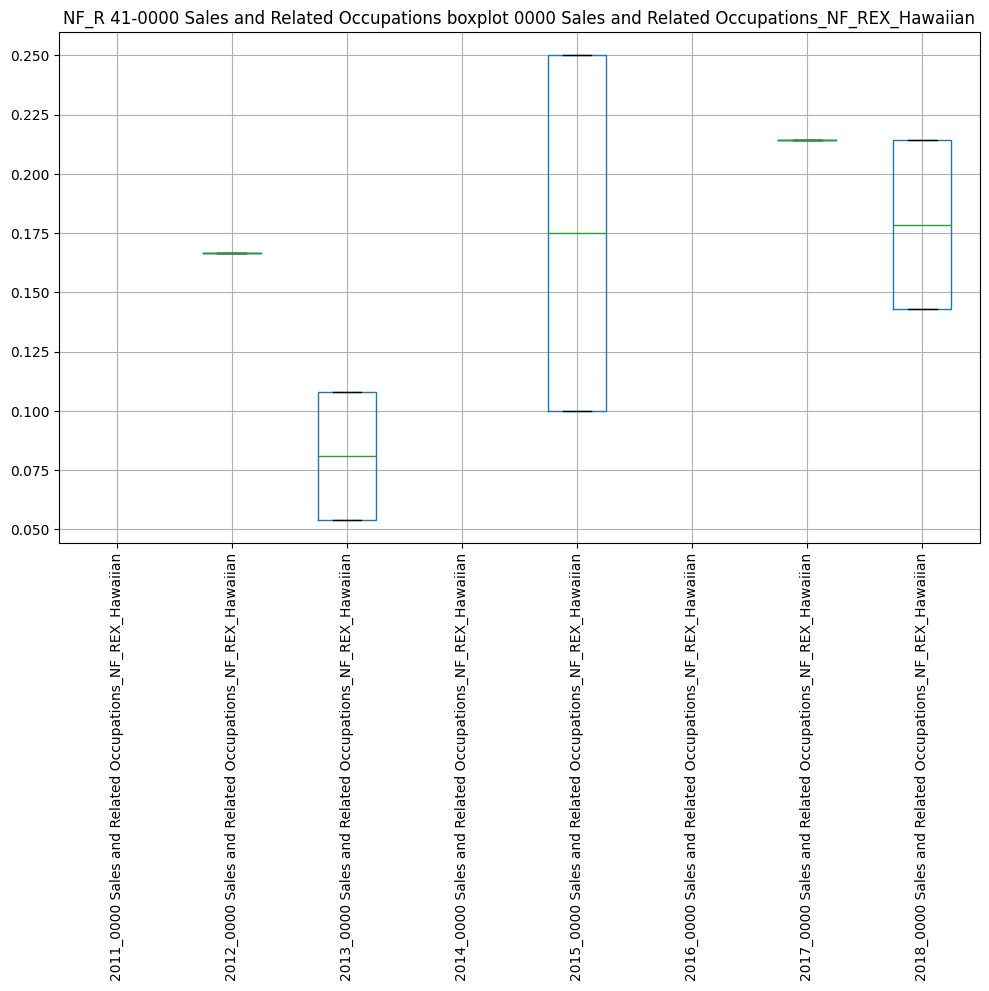 NF_R 41-0000 Sales and Related Occupations boxplot 0000 Sales and Related Occupations_NF_REX_Hawaiian
0.250
0.225
0.200
0.175
0.150
0.125
0.100
0.075
0.050
2011_0000 Sales and Related Occupations_NF_REX_Hawaiian
2012_0000 Sales and Related Occupations_NF_REX_Hawaiian
2013_0000 Sales and Related Occupations_NF_REX_Hawaiian
2014_0000 Sales and Related Occupations_NF_REX_Hawaiian
2015_0000 Sales and Related Occupations_NF_REX_Hawaiian
2016_0000 Sales and Related Occupations_NF_REX_Hawaiian
2017_0000 Sales and Related Occupations_NF_REX_Hawaiian
2018_0000 Sales and Related Occupations_NF_REX_Hawaiian